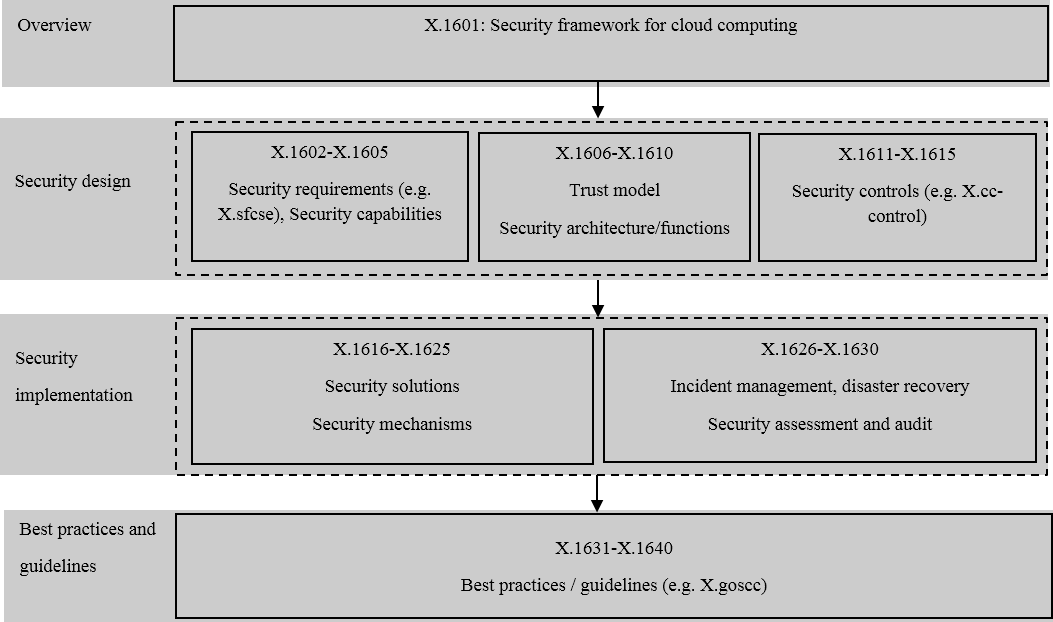 Overview
X.1601: Security framework for cloud computing
Security design
X.1602-X.1605
Security requirements (e.g.
X.sfcse), Security capabilities
X.1606-X.1610
Trust model
Security architecture/functions
X.1611-X.1615
Security controls (e.g. X.cc-
control)
Security
implementation
X.1616-X.1625
Security solutions
Security mechanisms
X.1626-X.1630
Incident management, disaster recovery
Security assessment and audit
Best practices and
guidelines
X.1631-X.1640
Best practices / guidelines (e.g. X.goscc)